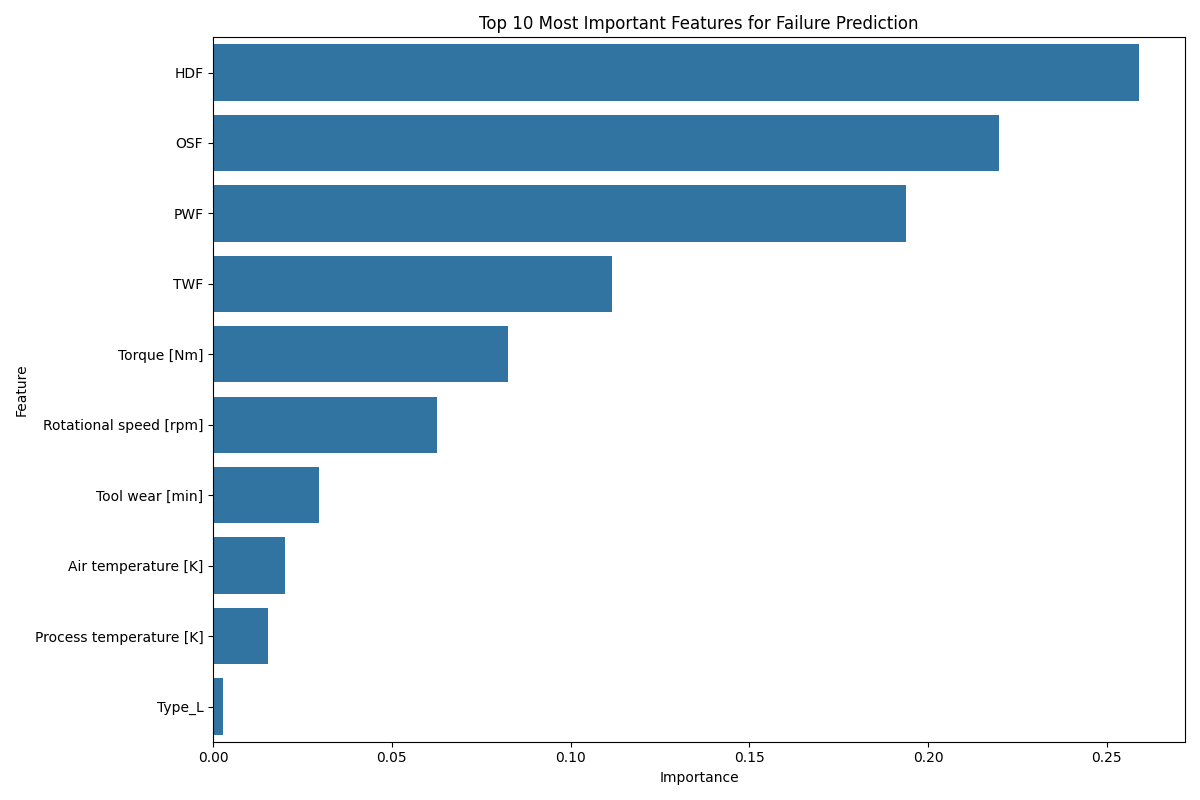 Top 10 Most Important Features for Failure Prediction
HDF
OSF
PWF
TWF
Torque [Nm]
Rotational speed [rpm]
Tool wear [min]
Air temperature [K]
Process temperature [K]
Type_L
Feature
0.00 0.05 0.10 0.15 0.20 0.25
Importance